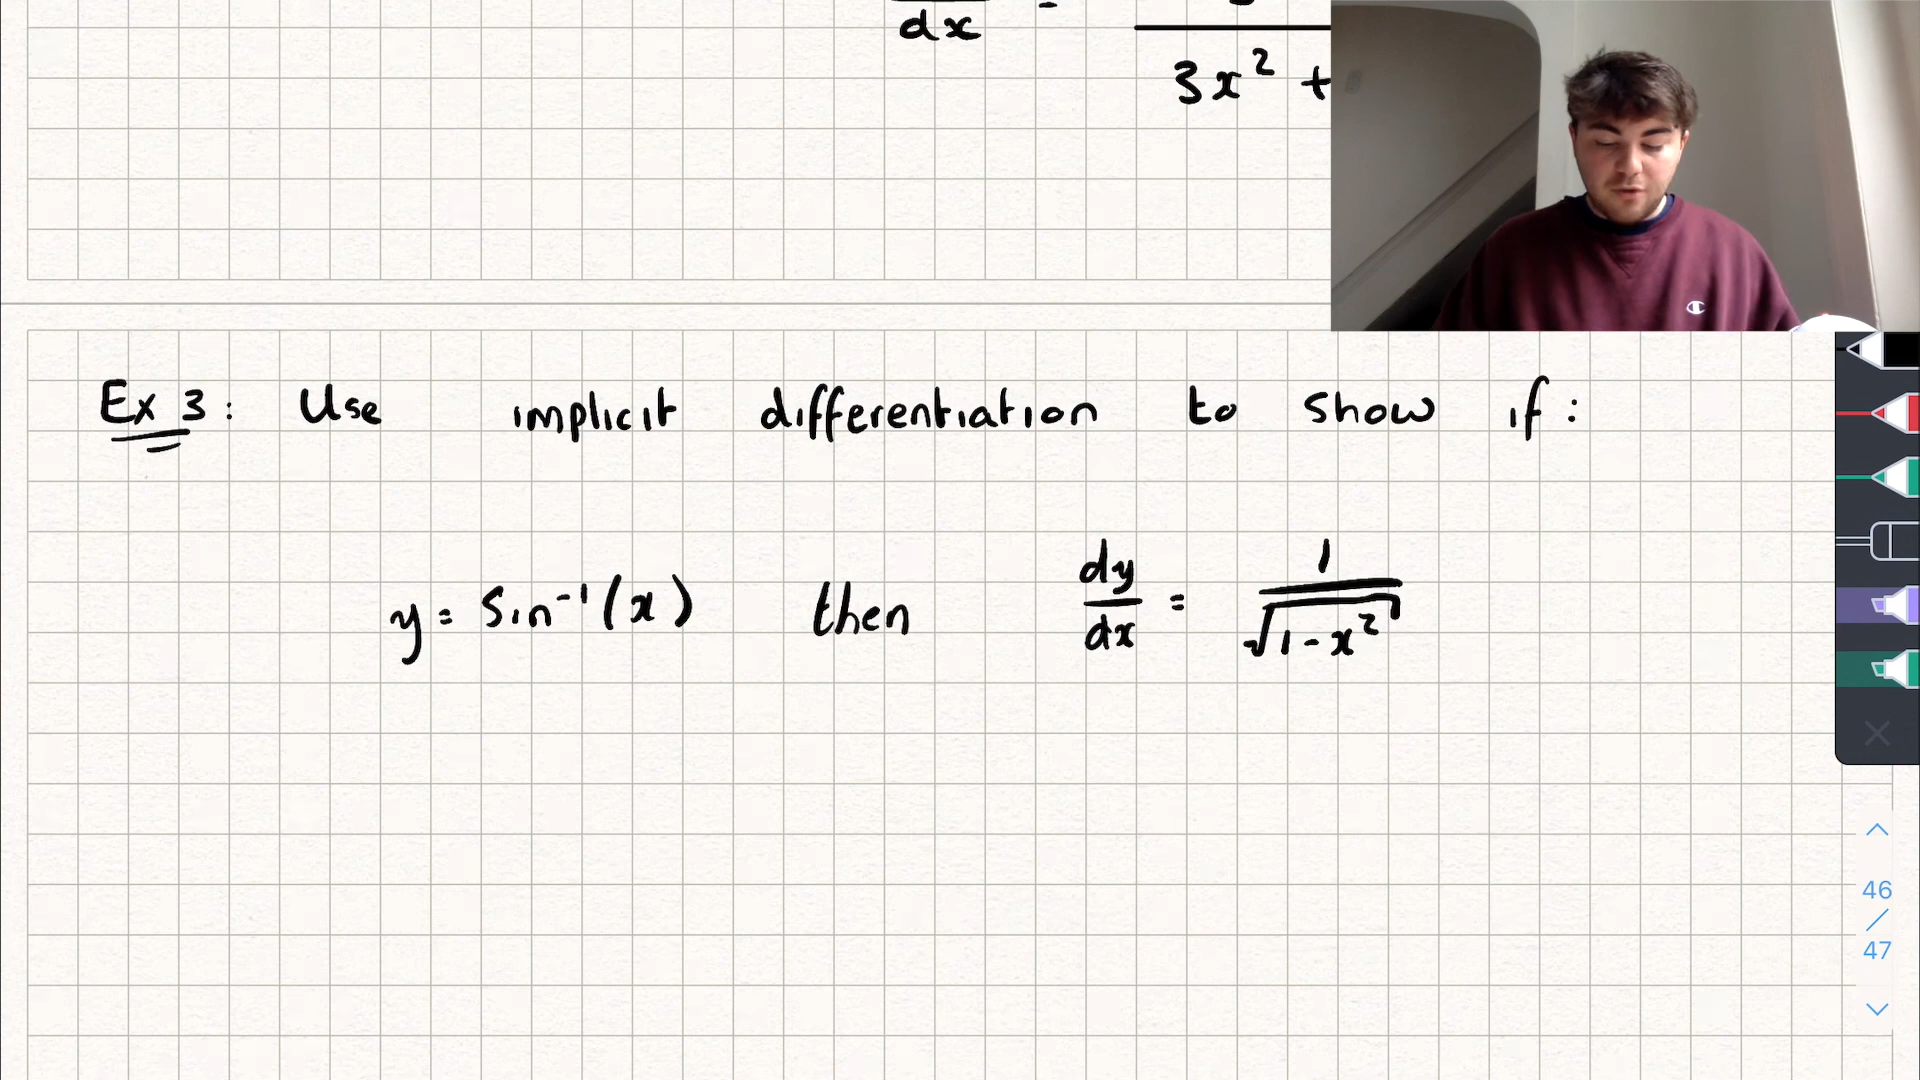 dx
3x² +
Ex 3: Use implicit differentiation to show if:
y = sin⁻¹(x) then dy/dx = 1/√(1-x²)
46
/
47